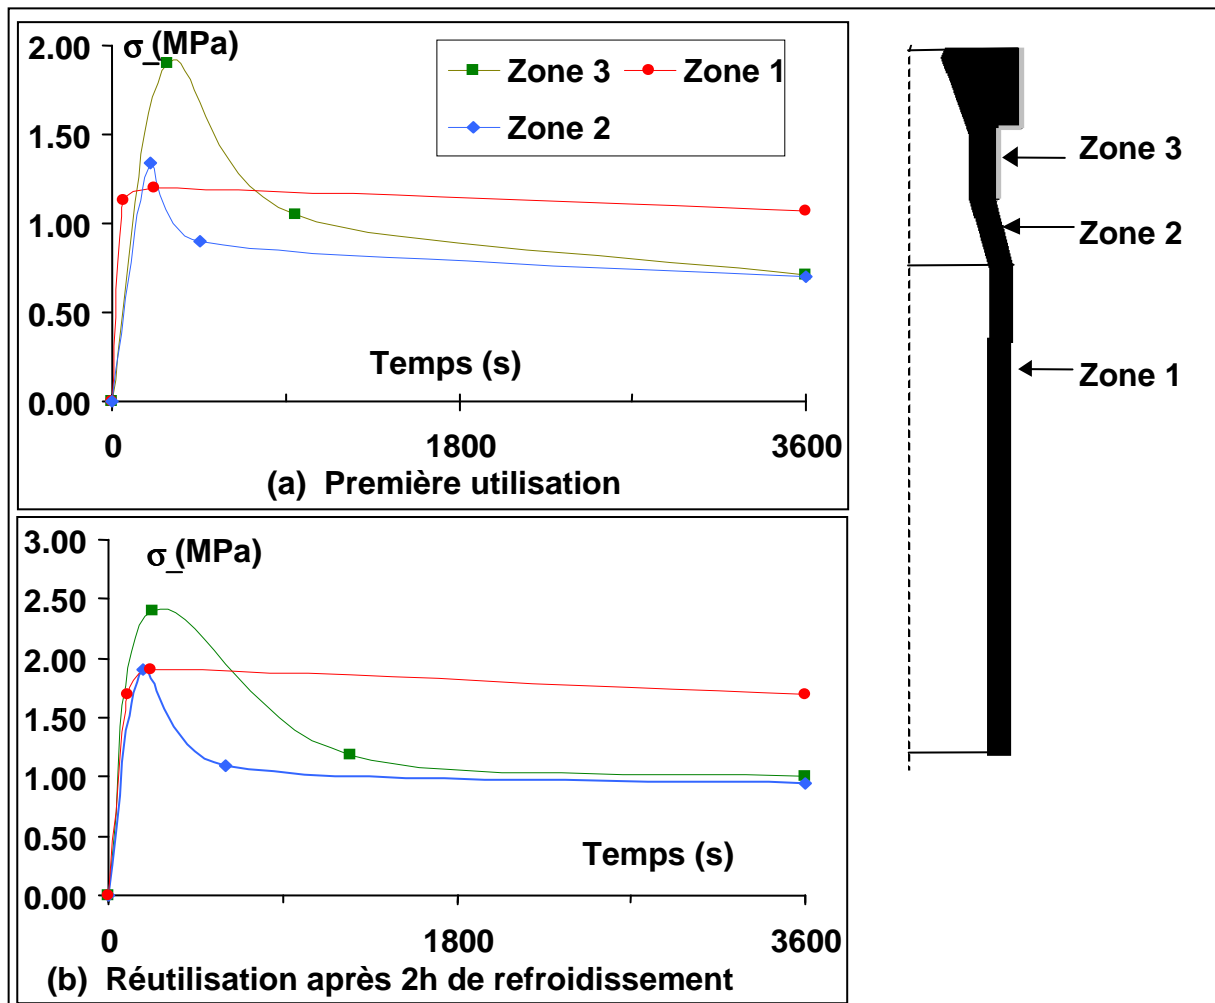 σ_(MPa)
2.00
1.50
1.00
0.50
0.00
Zone 3
Zone 1
Zone 2
Temps (s)
0
1800
3600
(a) Première utilisation
σ_(MPa)
3.00
2.50
2.00
1.50
1.00
0.50
0.00
Temps (s)
0
1800
3600
(b) Réutilisation après 2h de refroidissement
Zone 3
Zone 2
Zone 1